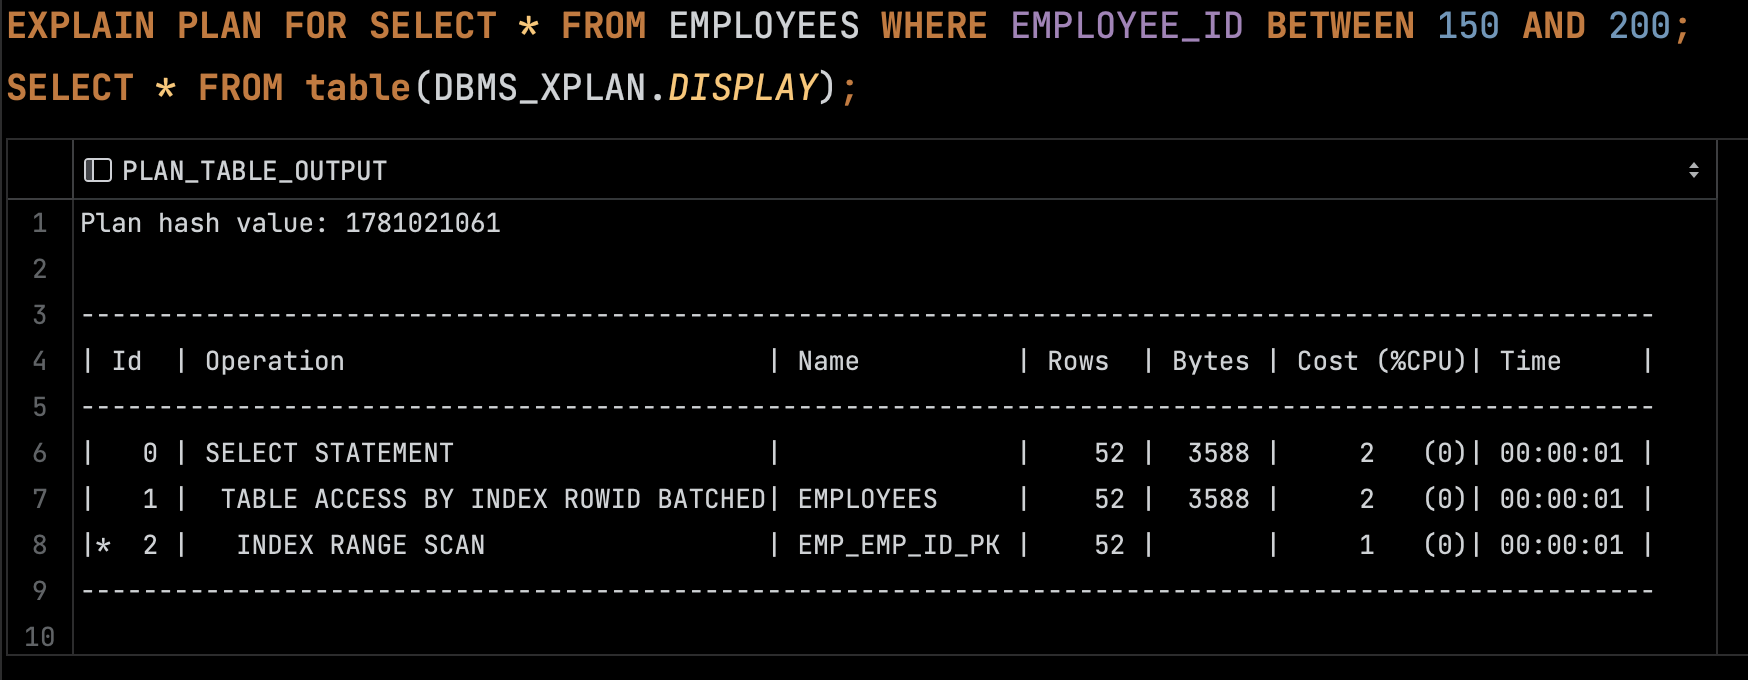 EXPLAIN PLAN FOR SELECT * FROM EMPLOYEES WHERE EMPLOYEE_ID BETWEEN 150 AND 200;
SELECT * FROM table(DBMS_XPLAN.DISPLAY);
PLAN_TABLE_OUTPUT
1 Plan hash value: 1781021061
2
3 -----------------------------------------------------------------------------------------------------
4 | Id  | Operation                           | Name          | Rows  | Bytes | Cost (%CPU)| Time     |
5 -----------------------------------------------------------------------------------------------------
6 |   0 | SELECT STATEMENT                    |               |    52 |  3588 |     2   (0)| 00:00:01 |
7 |   1 |  TABLE ACCESS BY INDEX ROWID BATCHED| EMPLOYEES     |    52 |  3588 |     2   (0)| 00:00:01 |
8 |*  2 |   INDEX RANGE SCAN                  | EMP_EMP_ID_PK |    52 |       |     1   (0)| 00:00:01 |
9 -----------------------------------------------------------------------------------------------------
10